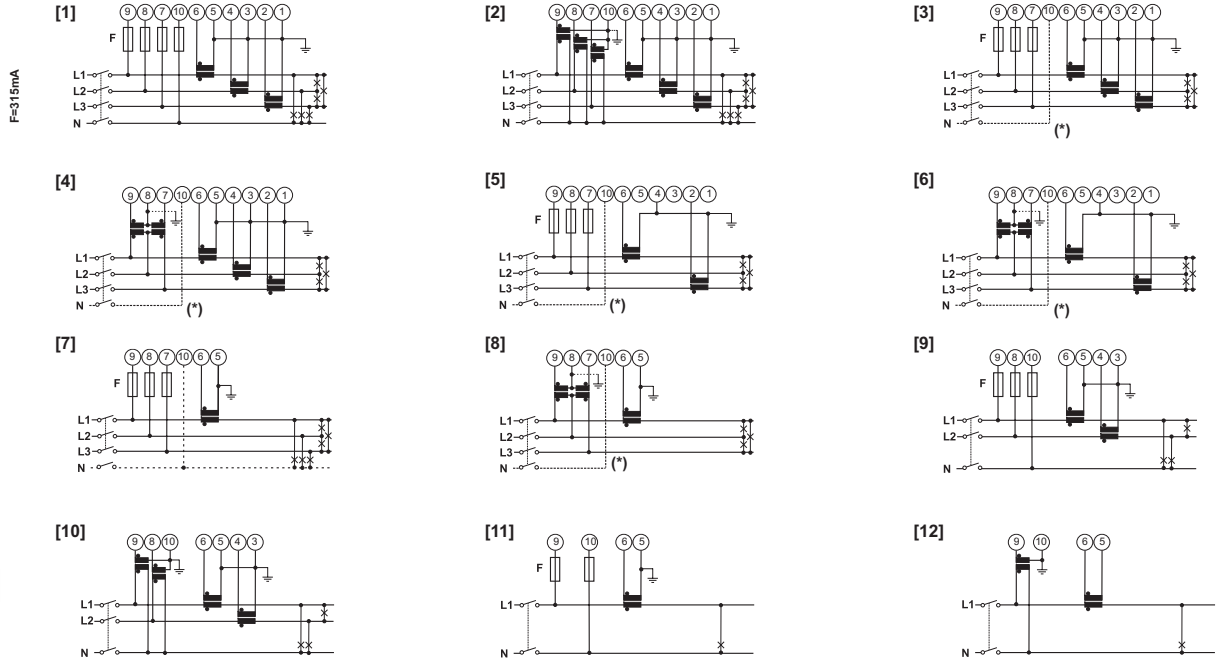 [1]
9 8 7 10 6 5 4 3 2 1
F
F=315mA
L1
L2
L3
N
[2]
9 8 7 10 6 5 4 3 2 1
L1
L2
L3
N
[3]
9 8 7 10 6 5 4 3 2 1
F
L1
L2
L3
N
(*)
[4]
9 8 7 10 6 5 4 3 2 1
L1
L2
L3
N
(*)
[5]
9 8 7 10 6 5 4 3 2 1
F
L1
L2
L3
N
(*)
[6]
9 8 7 10 6 5 4 3 2 1
L1
L2
L3
N
(*)
[7]
9 8 7 10 6 5
F
L1
L2
L3
N
[8]
9 8 7 10 6 5
L1
L2
L3
N
(*)
[9]
9 8 10 6 5 4 3
F
L1
L2
N
[10]
9 8 10 6 5 4 3
L1
L2
N
[11]
9 10 6 5
F
L1
N
[12]
9 10 6 5
L1
N